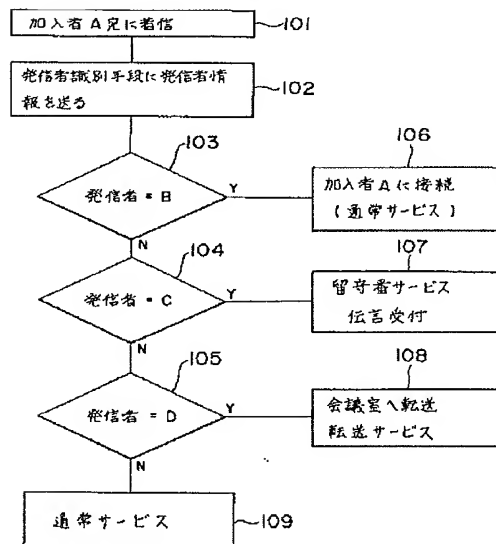 加入者A宛に着信
101
発信者識別手段に発信者情
報を送る
102
103
発信者=B
Y
N
106
加入者Aに接続
(通常サービス)
104
発信者=C
Y
N
107
留守番サービス
伝言受付
105
発信者=D
Y
N
108
会議室へ転送
転送サービス
通常サービス
109